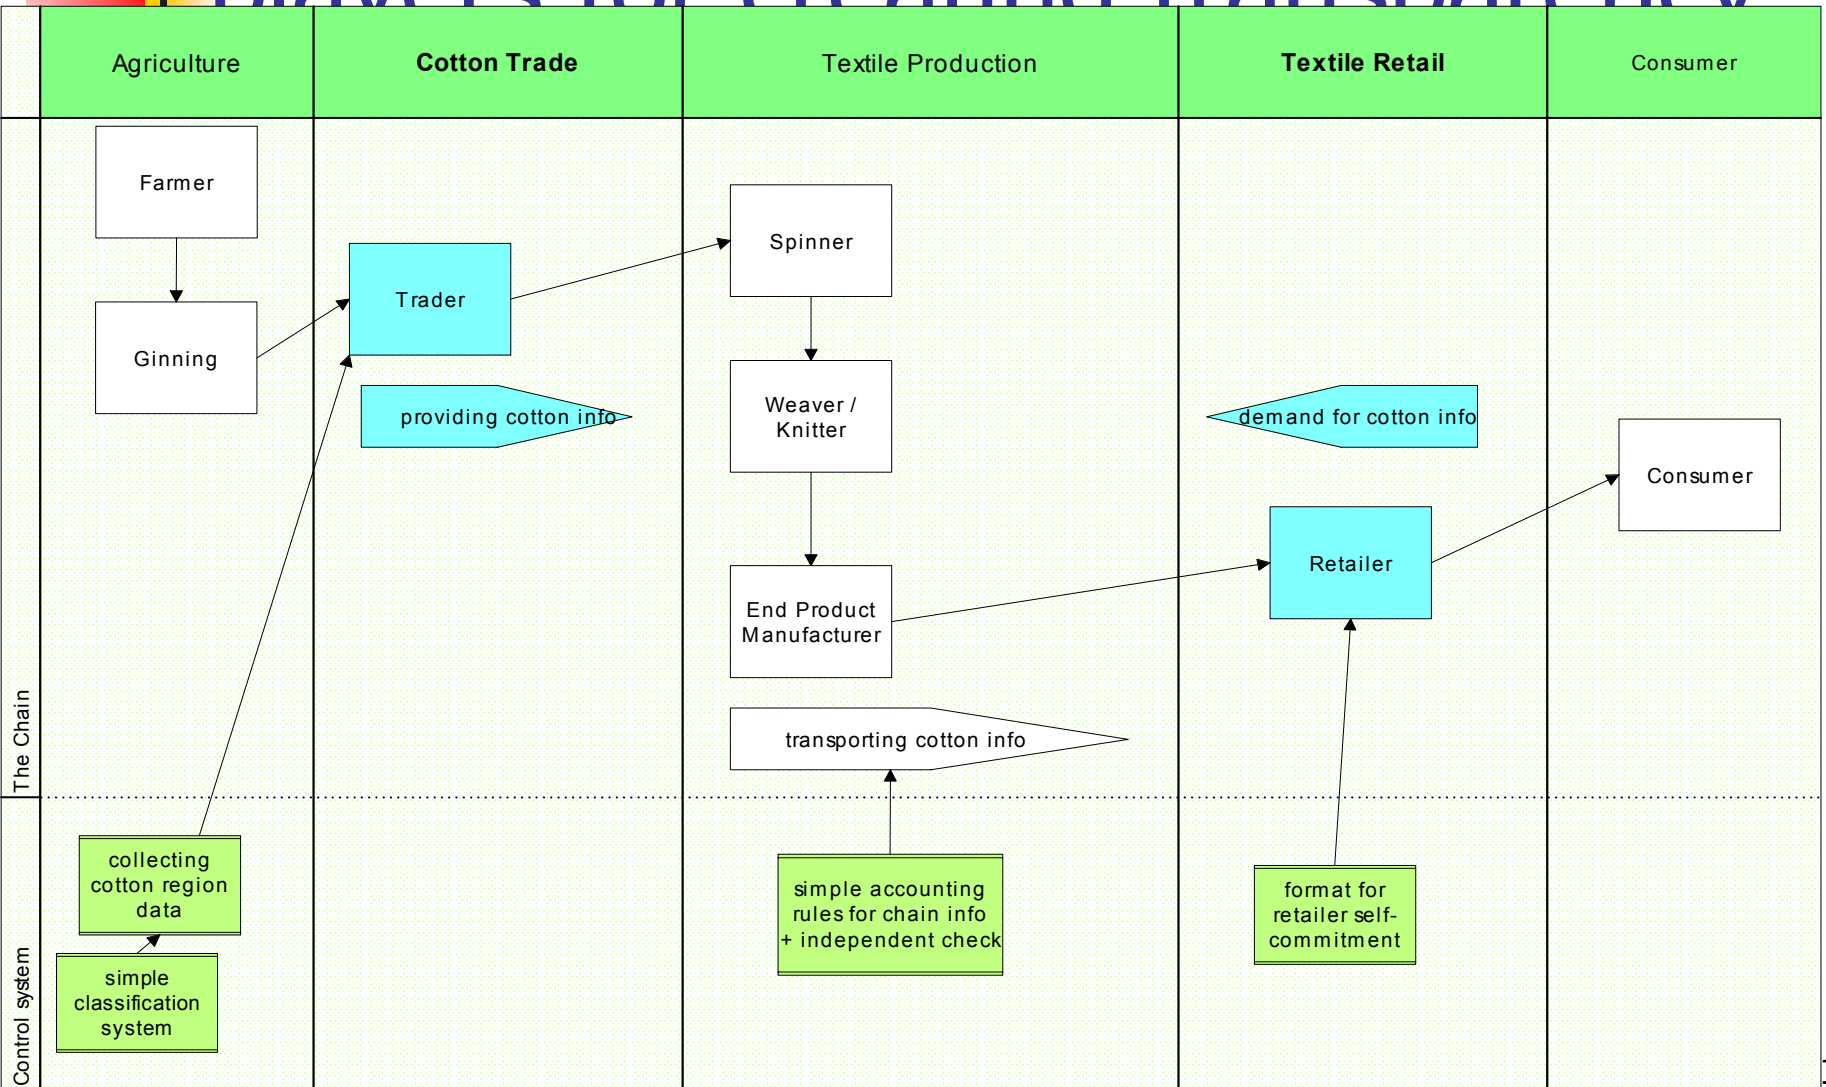 Agriculture
Cotton Trade
Textile Production
Textile Retail
Consumer
Farmer
Ginning
Trader
providing cotton info
Spinner
Weaver /
Knitter
End Product
Manufacturer
transporting cotton info
demand for cotton info
Retailer
Consumer
The Chain
Control system
collecting
cotton region
data
simple
classification
system
simple accounting
rules for chain info
+ independent check
format for
retailer self-
commitment